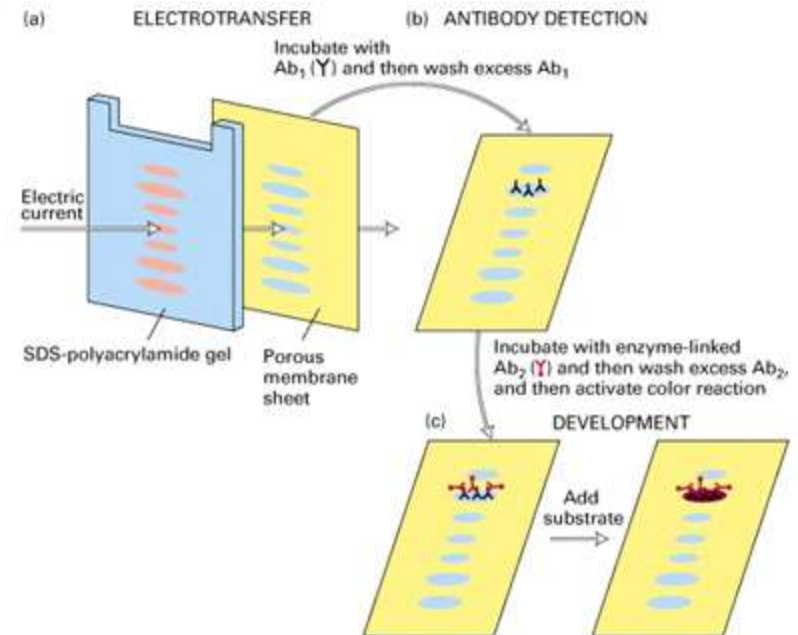 (a) ELECTROTRANSFER
(b) ANTIBODY DETECTION
Incubate with
Ab₁ (Y) and then wash excess Ab₁
Electric
current
SDS-polyacrylamide gel
Porous
membrane
sheet
Incubate with enzyme-linked
Ab₂ (Y) and then wash excess Ab₂,
and then activate color reaction
(c) DEVELOPMENT
Add
substrate